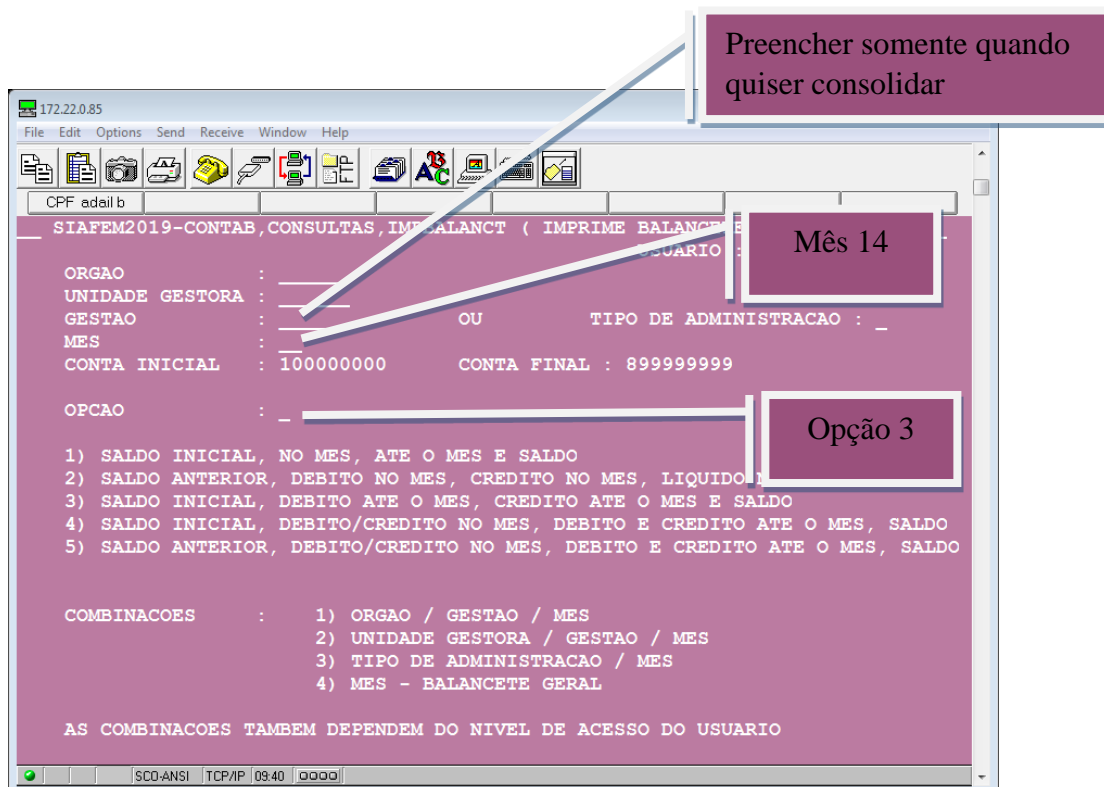 Preencher somente quando
quiser consolidar
172.22.0.85
File Edit Options Send Receive Window Help
CPF adail b
SIAFEM2019-CONTAB,CONSULTAS, ( IMPRIME
USUARIO :
Mês 14
ORGAO :
UNIDADE GESTORA :
GESTAO : OU TIPO DE ADMINISTRACAO : _
MES :
CONTA INICIAL : 100000000 CONTA FINAL : 899999999
OPCAO : _
Opção 3
1) SALDO INICIAL, NO MES, ATE O MES E SALDO
2) SALDO ANTERIOR, DEBITO NO MES, CREDITO NO MES, LIQUIDO
3) SALDO INICIAL, DEBITO ATE O MES, CREDITO ATE O MES E SALDO
4) SALDO INICIAL, DEBITO/CREDITO NO MES, DEBITO E CREDITO ATE O MES, SALDO
5) SALDO ANTERIOR, DEBITO/CREDITO NO MES, DEBITO E CREDITO ATE O MES, SALDO
COMBINACOES : 1) ORGAO / GESTAO / MES
2) UNIDADE GESTORA / GESTAO / MES
3) TIPO DE ADMINISTRACAO / MES
4) MES - BALANCETE GERAL
AS COMBINACOES TAMBEM DEPENDEM DO NIVEL DE ACESSO DO USUARIO
SCO-ANSI TCP/IP 09:40